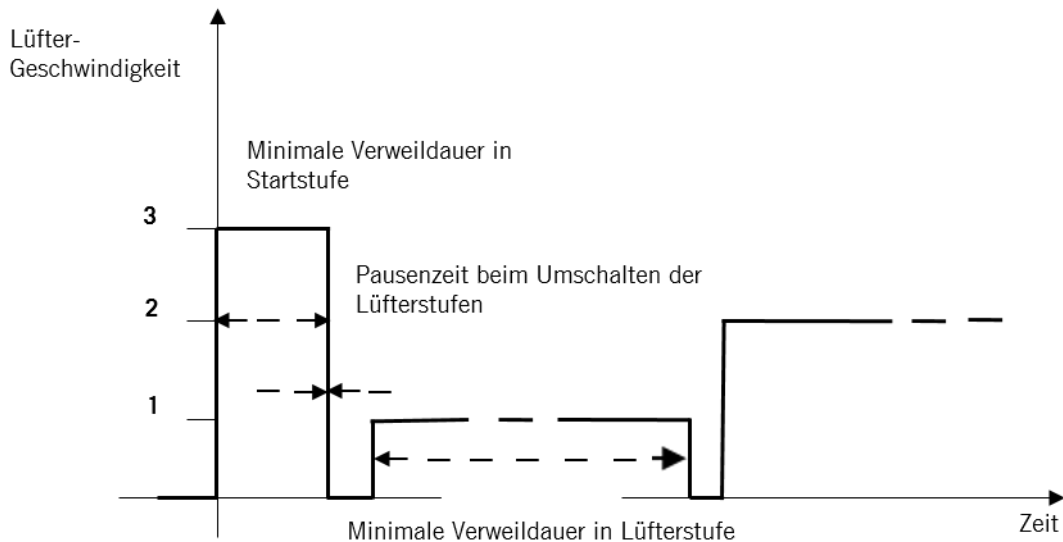 Lüfter-
Geschwindigkeit
Minimale Verweildauer in
Startstufe
3
Pausenzeit beim Umschalten der
Lüfterstufen
2
1
Zeit
Minimale Verweildauer in Lüfterstufe